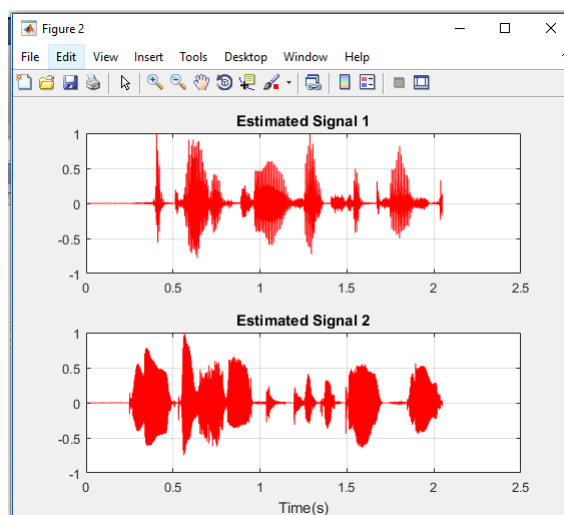 Figure 2
File Edit View Insert Tools Desktop Window Help
Estimated Signal 1
1
0.5
0
-0.5
-1
0 0.5 1 1.5 2 2.5
Estimated Signal 2
1
0.5
0
-0.5
-1
0 0.5 1 1.5 2 2.5
Time(s)